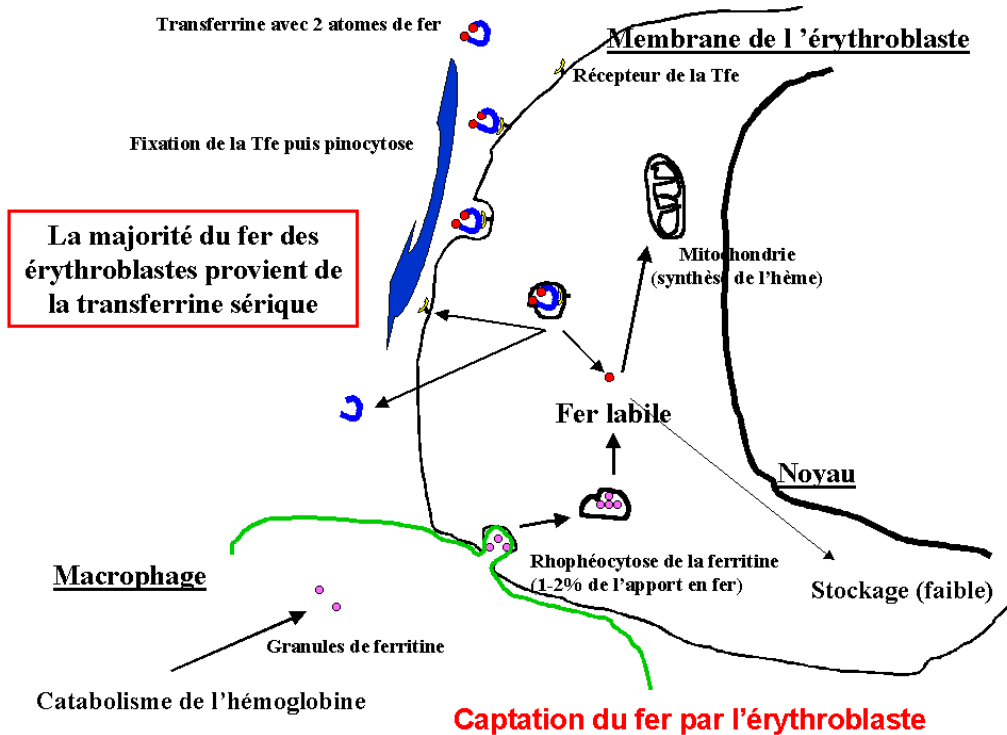 Transferrine avec 2 atomes de fer
Membrane de l ’érythroblaste
Récepteur de la Tfe
Fixation de la Tfe puis pinocytose
La majorité du fer des
érythroblastes provient de
la transferrine sérique
Mitochondrie
(synthèse de l’hème)
Fer labile
Noyau
Rhophéocytose de la ferritine
(1-2% de l’apport en fer)
Stockage (faible)
Macrophage
Granules de ferritine
Catabolisme de l’hémoglobine
Captation du fer par l’érythroblaste